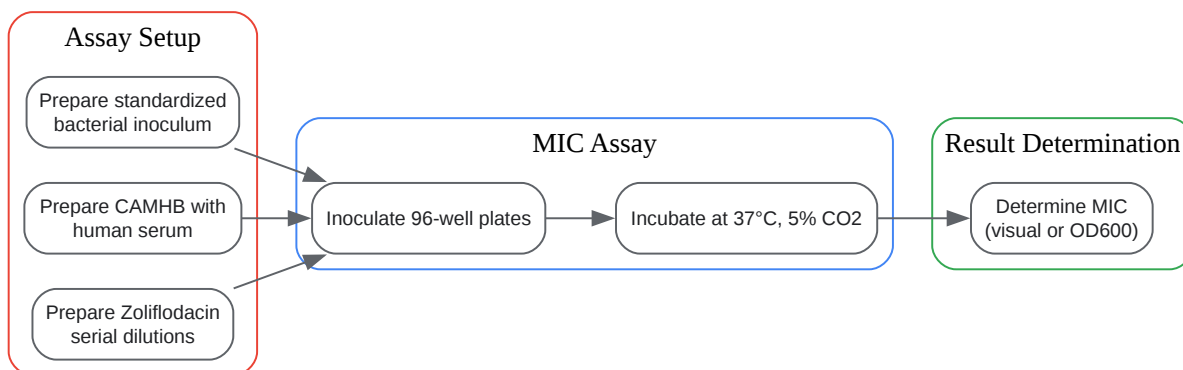 Assay Setup
Prepare standardized
bacterial inoculum
Prepare CAMHB with
human serum
Prepare Zoliflodacin
serial dilutions
MIC Assay
Inoculate 96-well plates
Incubate at 37°C, 5% CO2
Result Determination
Determine MIC
(visual or OD600)